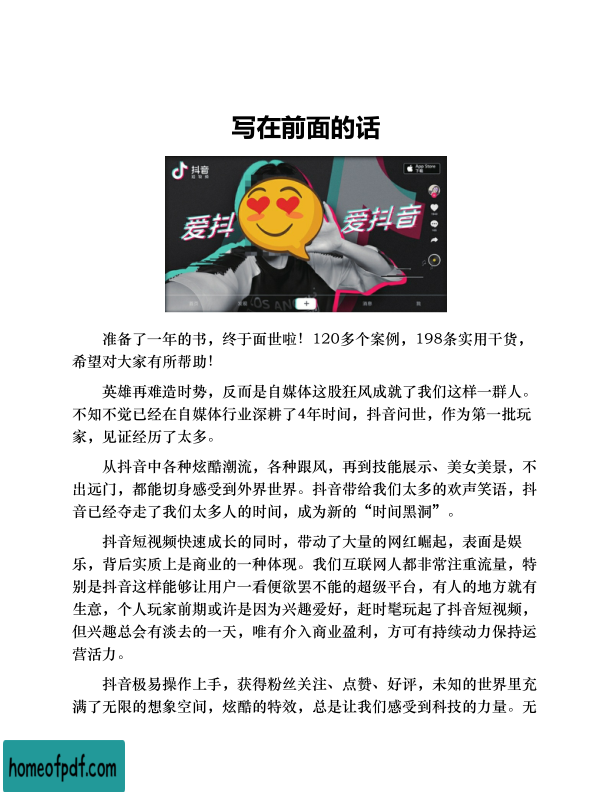 写在前面的话
抖音
App Store
下载
爱抖
爱抖音
LOS AN
准备了一年的书，终于面世啦！120多个案例，198条实用干货，
希望对大家有所帮助！
英雄再难造时势，反而是自媒体这股狂风成就了我们这样一群人。
不知不觉已经在自媒体行业深耕了4年时间，抖音问世，作为第一批玩
家，见证经历了太多。
从抖音中各种炫酷潮流，各种跟风，再到技能展示、美女美景，不
出远门，都能切身感受到外界世界。抖音带给我们太多的欢声笑语，抖
音已经夺走了我们太多人的时间，成为新的“时间黑洞”。
抖音短视频快速成长的同时，带动了大量的网红崛起，表面是娱
乐，背后实质上是商业的一种体现。我们互联网人都非常注重流量，特
别是抖音这样能够让用户一看便欲罢不能的超级平台，有人的地方就有
生意，个人玩家前期或许是因为兴趣爱好，赶时髦玩起了抖音短视频，
但兴趣总会有淡去的一天，唯有介入商业盈利，方可有持续动力保持运
营活力。
抖音极易操作上手，获得粉丝关注、点赞、好评，未知的世界里充
满了无限的想象空间，炫酷的特效，总是让我们感受到科技的力量。无
homeofpdf.com